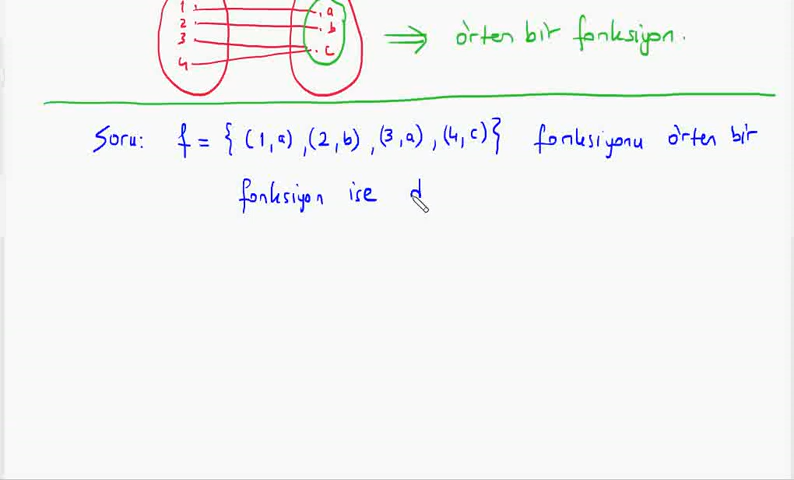 1
2
3
4
. a
. b
. c
⇒ örten bir fonksiyon.
Soru: f = { (1,a) , (2,b) , (3,a) , (4,c) } fonksiyonu örten bir
fonksiyon ise d